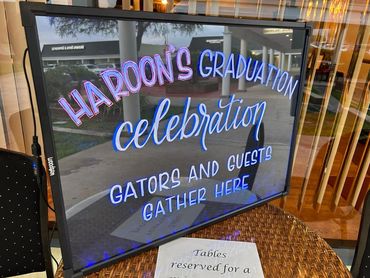 HAROON'S GRADUATION
celebration
GATORS AND GUESTS
GATHER HERE
Tables
reserved for a